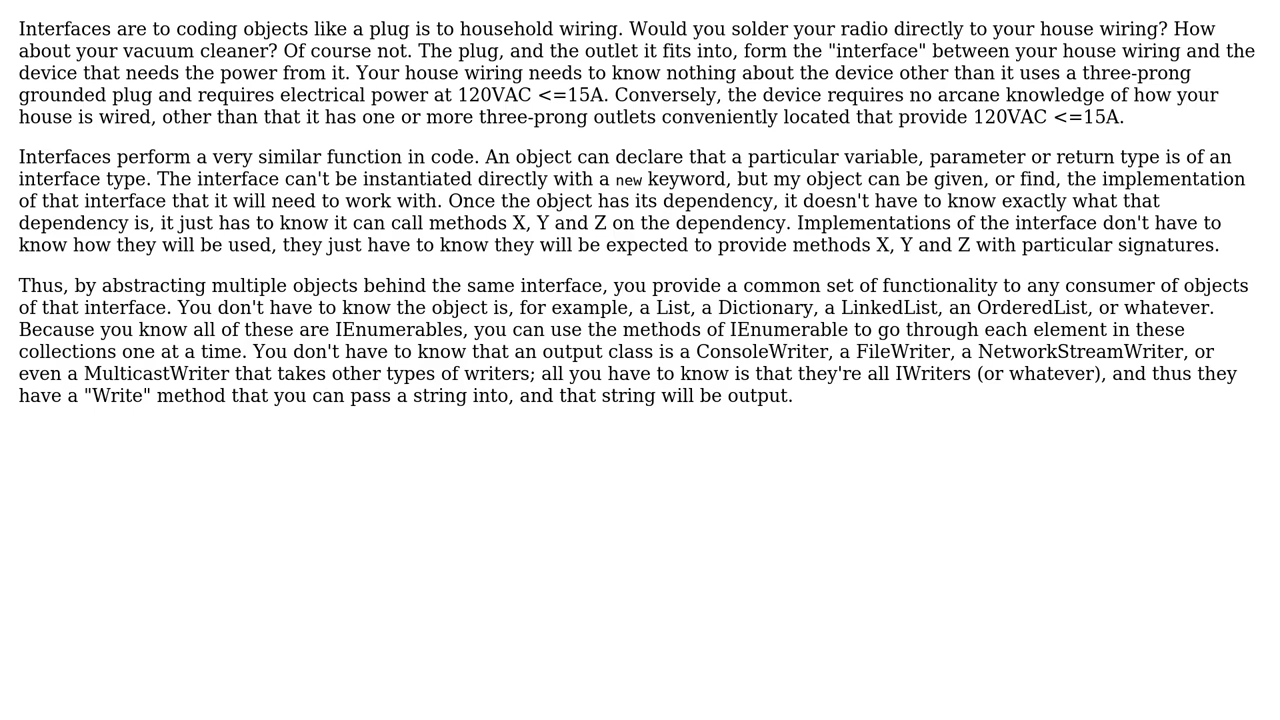 Interfaces are to coding objects like a plug is to household wiring. Would you solder your radio directly to your house wiring? How
about your vacuum cleaner? Of course not. The plug, and the outlet it fits into, form the "interface" between your house wiring and the
device that needs the power from it. Your house wiring needs to know nothing about the device other than it uses a three-prong
grounded plug and requires electrical power at 120VAC <=15A. Conversely, the device requires no arcane knowledge of how your
house is wired, other than that it has one or more three-prong outlets conveniently located that provide 120VAC <=15A.
Interfaces perform a very similar function in code. An object can declare that a particular variable, parameter or return type is of an
interface type. The interface can't be instantiated directly with a new keyword, but my object can be given, or find, the implementation
of that interface that it will need to work with. Once the object has its dependency, it doesn't have to know exactly what that
dependency is, it just has to know it can call methods X, Y and Z on the dependency. Implementations of the interface don't have to
know how they will be used, they just have to know they will be expected to provide methods X, Y and Z with particular signatures.
Thus, by abstracting multiple objects behind the same interface, you provide a common set of functionality to any consumer of objects
of that interface. You don't have to know the object is, for example, a List, a Dictionary, a LinkedList, an OrderedList, or whatever.
Because you know all of these are IEnumerables, you can use the methods of IEnumerable to go through each element in these
collections one at a time. You don't have to know that an output class is a ConsoleWriter, a FileWriter, a NetworkStreamWriter, or
even a MulticastWriter that takes other types of writers; all you have to know is that they're all IWriters (or whatever), and thus they
have a "Write" method that you can pass a string into, and that string will be output.